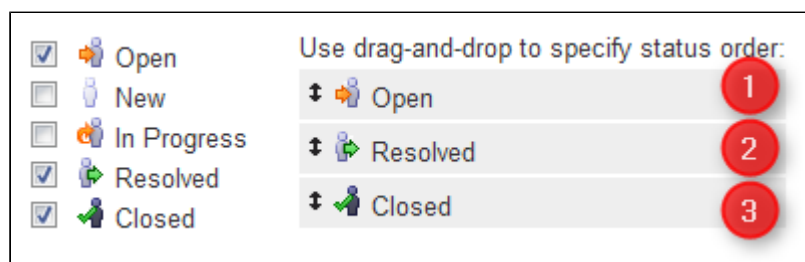 Open
New
In Progress
Resolved
Closed
Use drag-and-drop to specify status order:
Open 1
Resolved 2
Closed 3